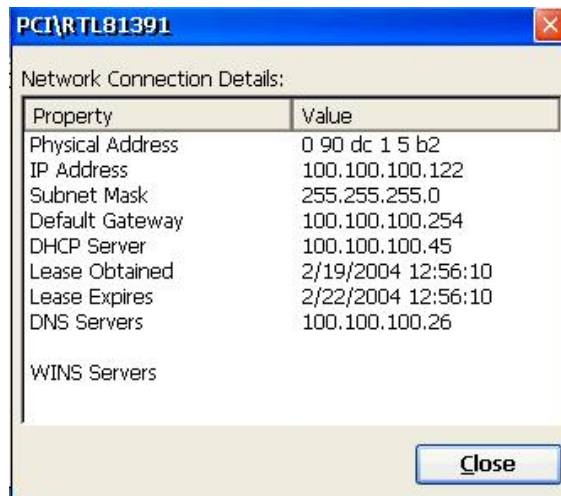 PCI\RTL81391
Network Connection Details:
Property Value
Physical Address 0 90 dc 1 5 b2
IP Address 100.100.100.122
Subnet Mask 255.255.255.0
Default Gateway 100.100.100.254
DHCP Server 100.100.100.45
Lease Obtained 2/19/2004 12:56:10
Lease Expires 2/22/2004 12:56:10
DNS Servers 100.100.100.26
WINS Servers
Close